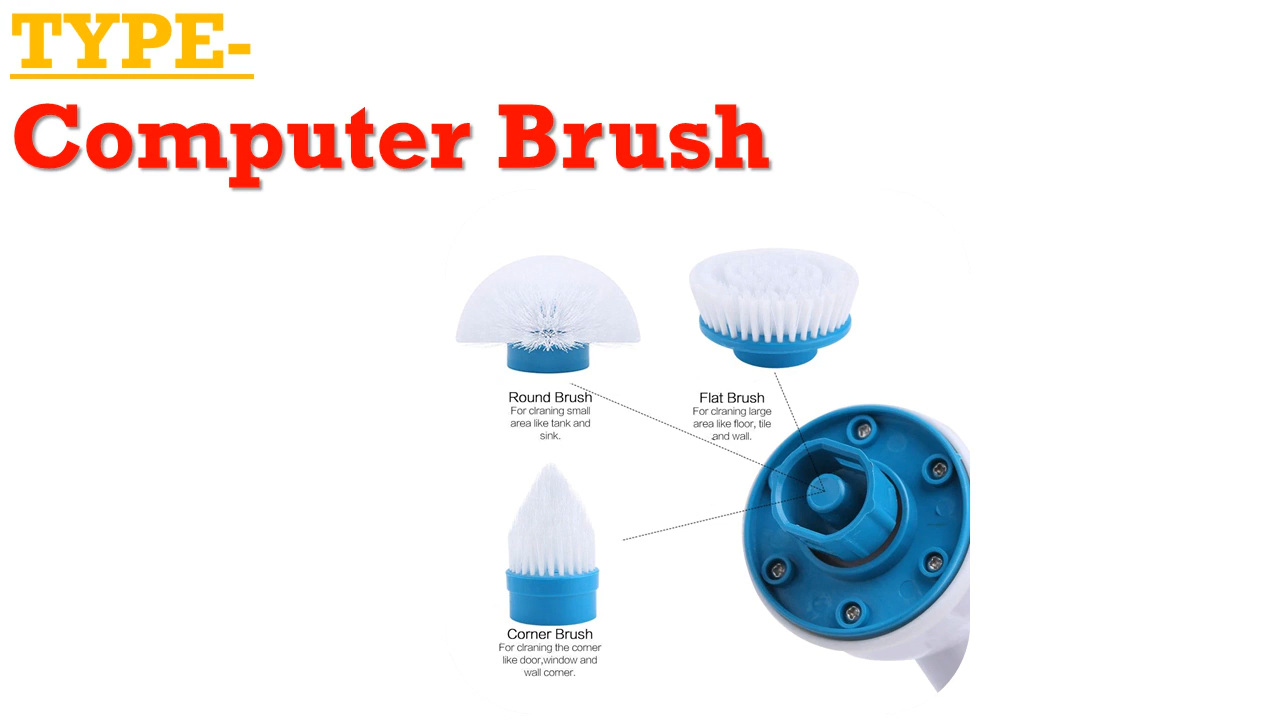 TYPE-
Computer Brush
Round Brush
For claning small
area like tank and
sink.
Flat Brush
For claning large
area like floor, tile
and wall.
Corner Brush
For claning the corner
like door,window and
wall corner.